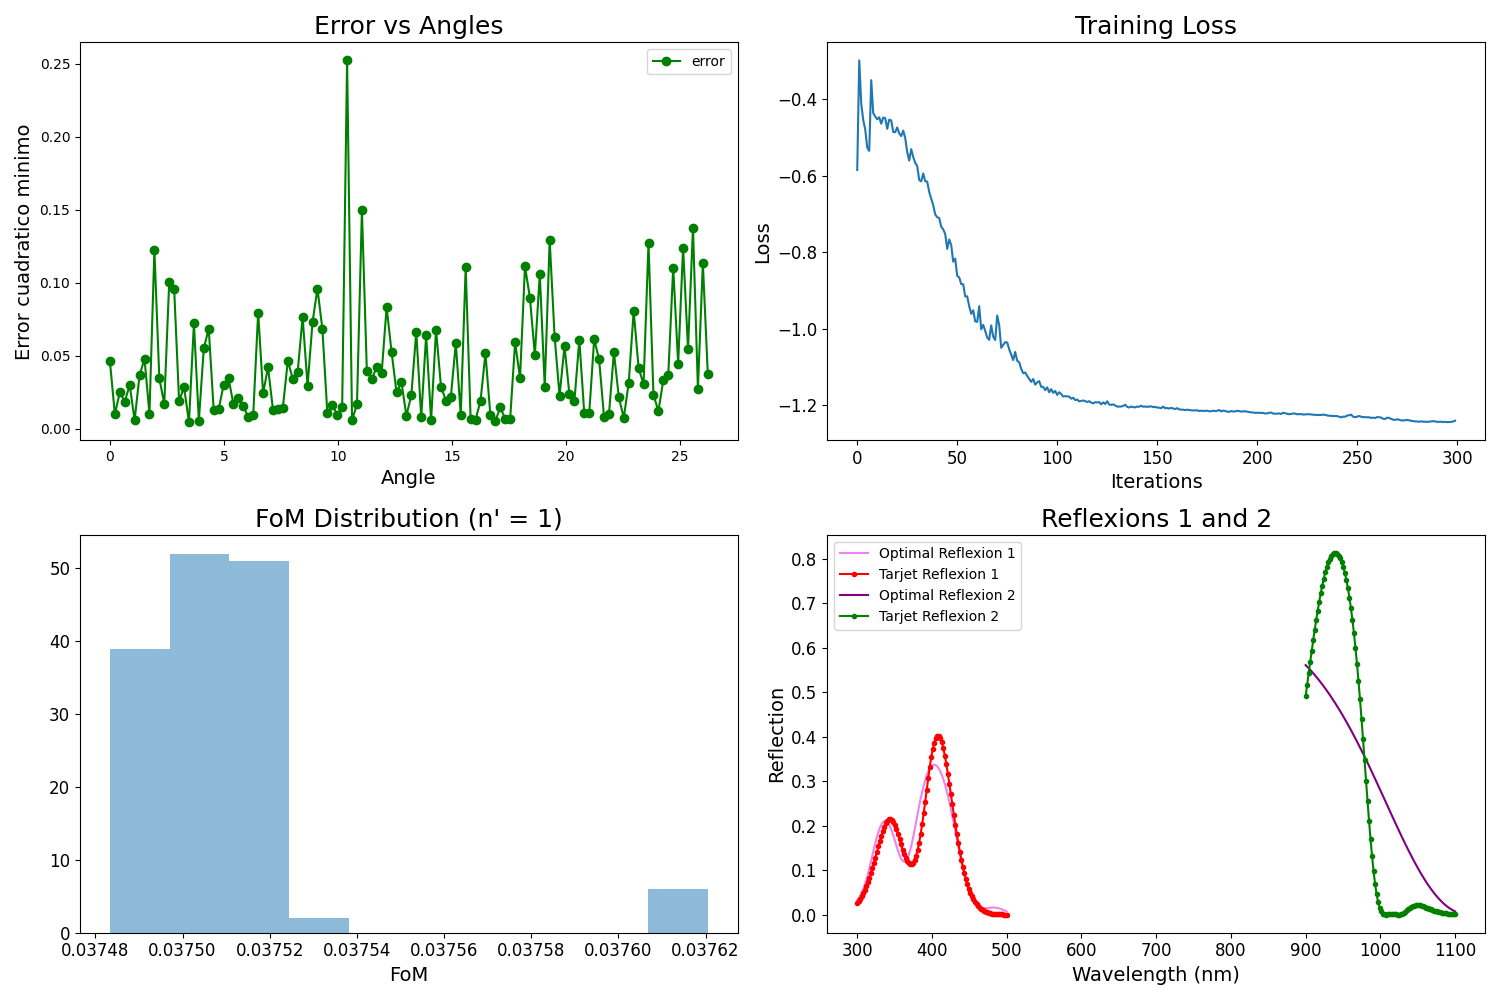 Error vs Angles
Error cuadratico minimo
0.25
0.20
0.15
0.10
0.05
0.00
error
0 5 10 15 20 25
Angle
Training Loss
Loss
−0.4
−0.6
−0.8
−1.0
−1.2
0 50 100 150 200 250 300
Iterations
FoM Distribution (n' = 1)
50
40
30
20
10
0
0.03748 0.03750 0.03752 0.03754 0.03756 0.03758 0.03760 0.03762
FoM
Reflexions 1 and 2
Reflection
0.8
0.7
0.6
0.5
0.4
0.3
0.2
0.1
0.0
Optimal Reflexion 1
Tarjet Reflexion 1
Optimal Reflexion 2
Tarjet Reflexion 2
300 400 500 600 700 800 900 1000 1100
Wavelength (nm)